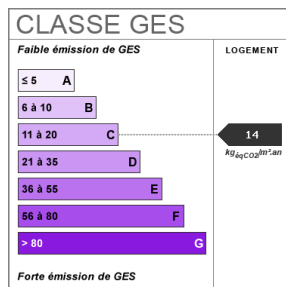 CLASSE GES
Faible émission de GES
LOGEMENT
≤ 5 A
6 à 10 B
11 à 20 C
14
kgéqCO2/m².an
21 à 35 D
36 à 55 E
56 à 80 F
> 80 G
Forte émission de GES